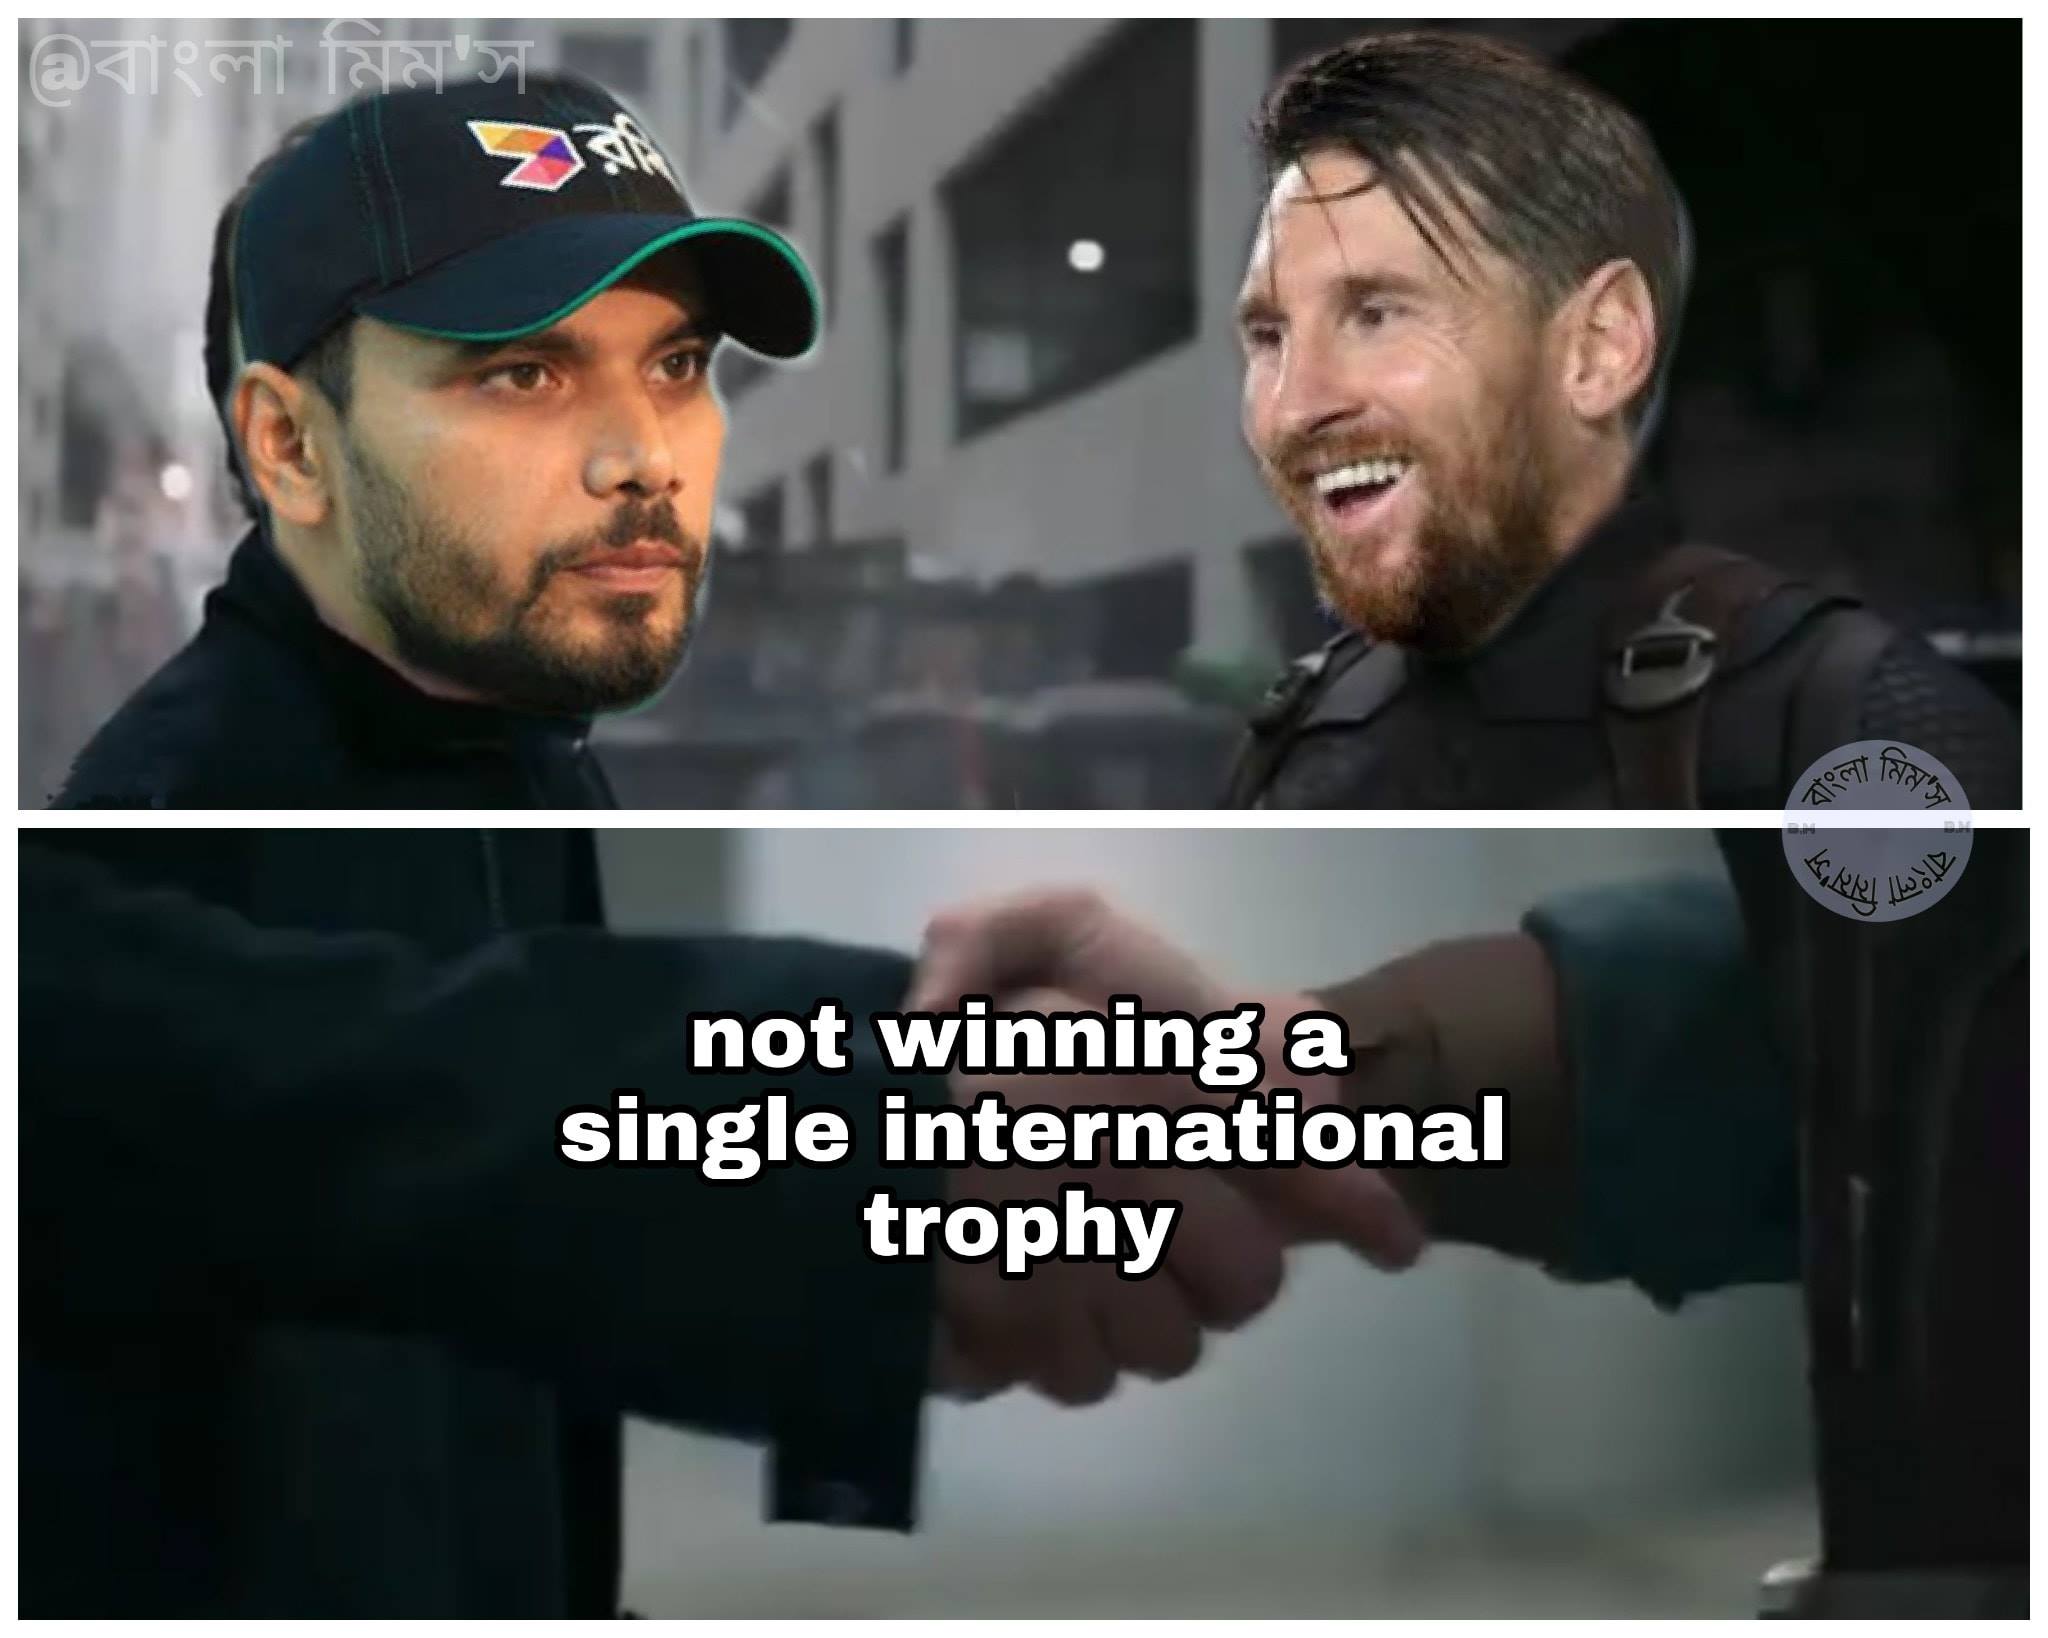 @বাংলা মিম'স
বাংলা মিম'স
B.M B.M
বাংলা মিম'স
not winning a
single international
trophy